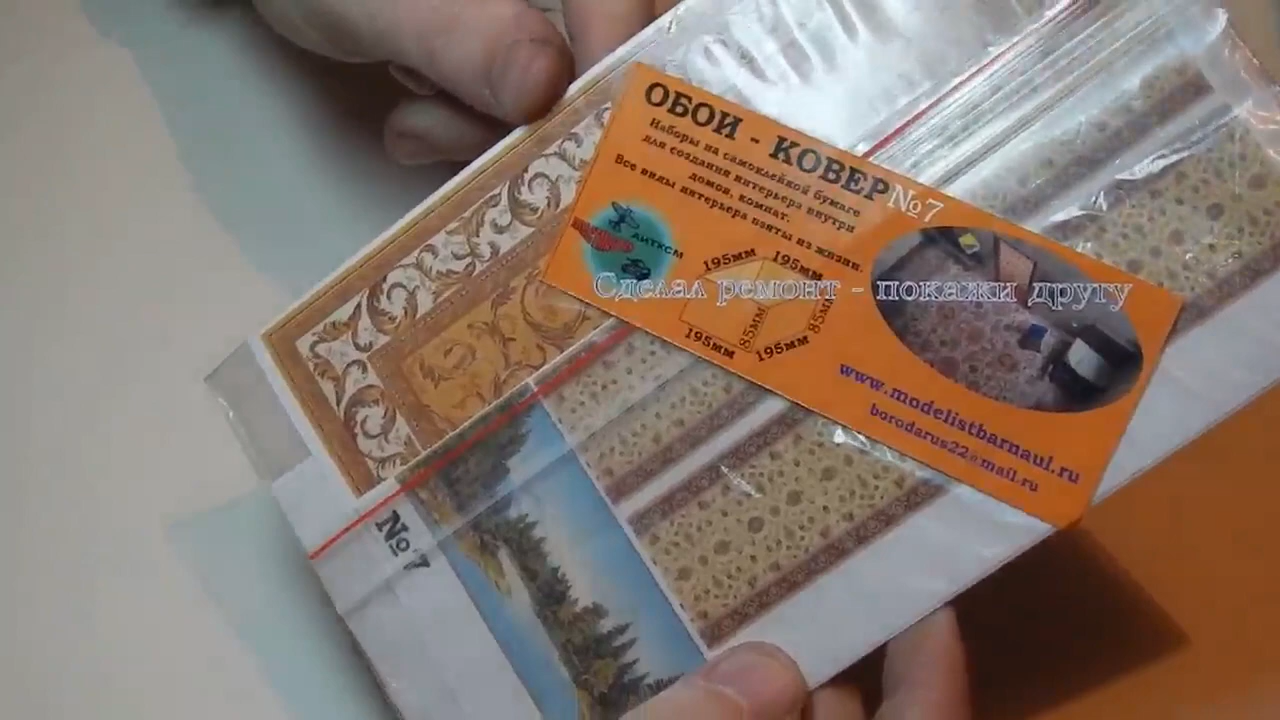 ОБОИ - КОВЕР №7
Наборы на самоклейкой бумаге
для создания интерьера внутри
домой, комнат.
Все виды интерьера взяты из жизни.
195мм 195мм
Сделал ремонт - покажи другу
85мм 85мм
195мм 195мм
www.modelistbarnaul.ru
borodarus22@mail.ru
№7